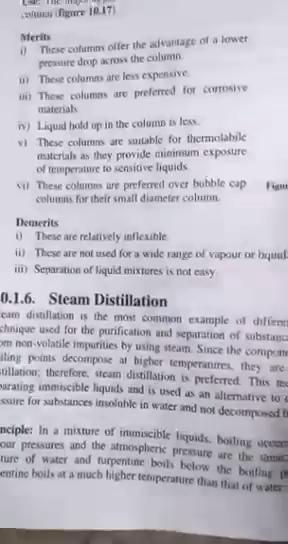 column (figure 10.17)
Merits
i) These columns offer the advantage of a lower
pressure drop across the column.
ii) These columns are less expensive.
iii) These columns are preferred for corrosive
materials.
iv) Liquid hold up in the column is less.
v) These columns are suitable for thermolabile
materials as they provide minimum exposure
of temperature to sensitive liquids.
vi) These columns are preferred over bubble cap
columns for their small diameter column.
Figu
Demerits
i) These are relatively inflexible.
ii) These are not used for a wide range of vapour or liquid
iii) Separation of liquid mixtures is not easy.
0.1.6. Steam Distillation
eam distillation is the most common example of differen
chnique used for the purification and separation of substanc
om non-volatile impurities by using steam. Since the compone
iling points decompose at higher temperatures, they are
tillation; therefore, steam distillation is preferred. This me
parating immiscible liquids and is used as an alternative to
ssure for substances insoluble in water and not decomposed b
nciple: In a mixture of immiscible liquids, boiling occurs
our pressures and the atmospheric pressure are the same
ture of water and turpentine boils below the boiling p
entine boils at a much higher temperature than that of water